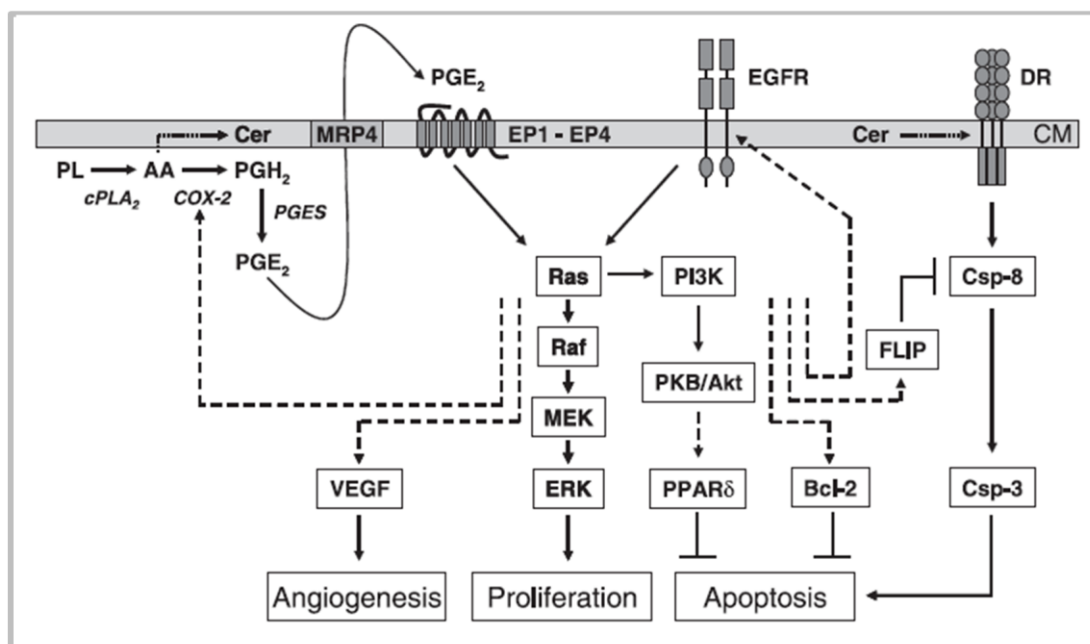 PGE₂
EGFR
DR
Cer
MRP4
EP1 - EP4
Cer
CM
PL
AA
PGH₂
cPLA₂
COX-2
PGES
PGE₂
Ras
PI3K
Csp-8
Raf
FLIP
PKB/Akt
MEK
VEGF
ERK
PPARδ
Bcl-2
Csp-3
Angiogenesis
Proliferation
Apoptosis